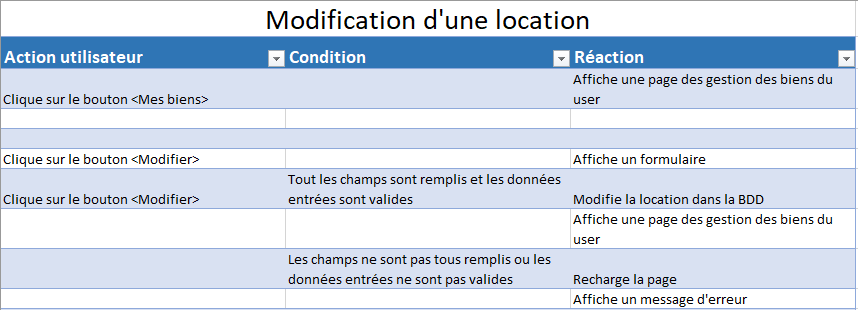 Modification d'une location
Action utilisateur Condition Réaction
Affiche une page des gestion des biens du
Clique sur le bouton <Mes biens> user
Clique sur le bouton <Modifier> Affiche un formulaire
Tout les champs sont remplis et les données
Clique sur le bouton <Modifier> entrées sont valides Modifie la location dans la BDD
Affiche une page des gestion des biens du
user
Les champs ne sont pas tous remplis ou les
données entrées ne sont pas valides Recharge la page
Affiche un message d'erreur